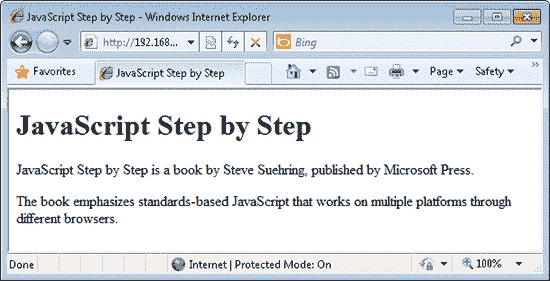 JavaScript Step by Step - Windows Internet Explorer
http://192.168...
Bing
Favorites
JavaScript Step by Step
Page
Safety
»
JavaScript Step by Step
JavaScript Step by Step is a book by Steve Suehring, published by Microsoft Press.
The book emphasizes standards-based JavaScript that works on multiple platforms through
different browsers.
Done
Internet | Protected Mode: On
100%